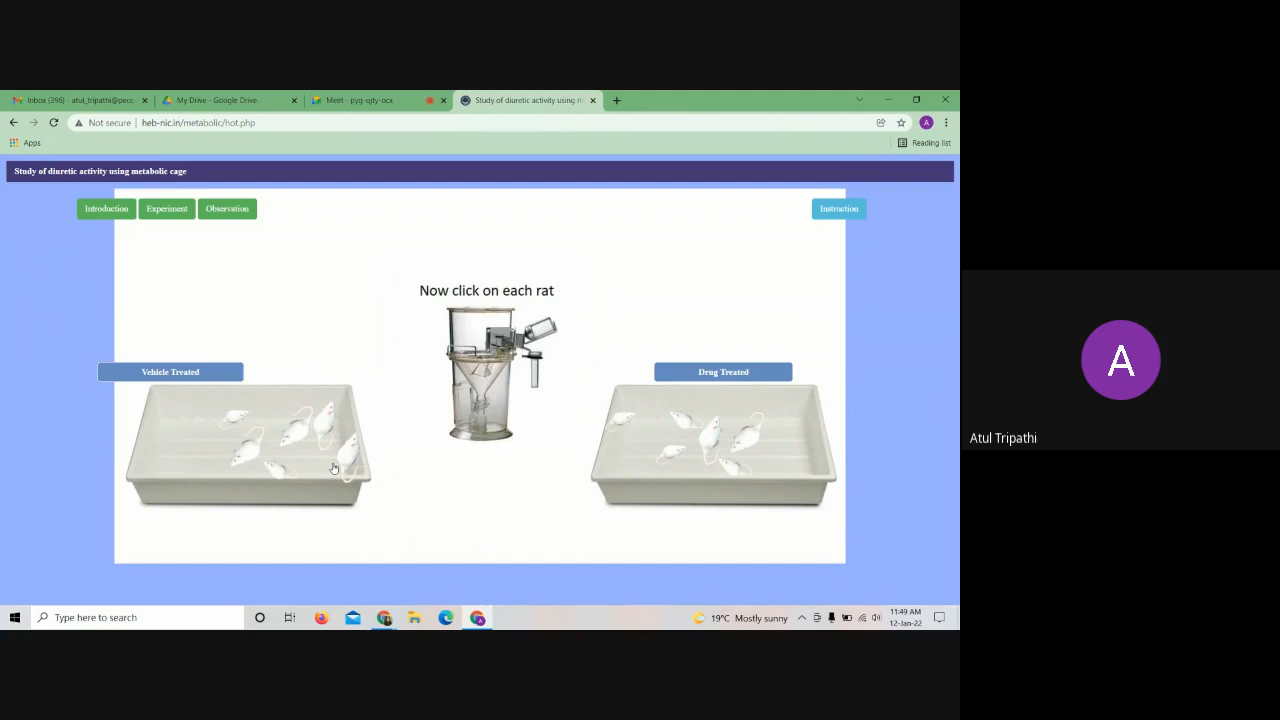 Inbox (396) - atul_tripathi@peop
My Drive - Google Drive
Meet - pyg-qjty-ocx
Study of diuretic activity using m
Not secure
heb-nic.in/metabolic/hot.php
A
Apps
Reading list
Study of diuretic activity using metabolic cage
Introduction
Experiment
Observation
Instruction
Now click on each rat
Vehicle Treated
Drug Treated
A
Atul Tripathi
Type here to search
19°C Mostly sunny
11:49 AM
12-Jan-22